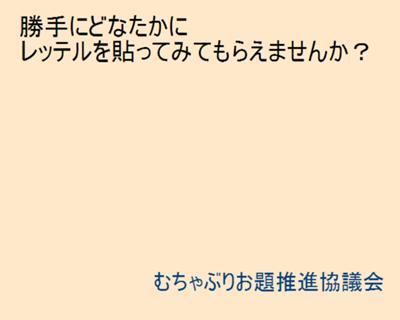 勝手にどなたかに
レッテルを貼ってみてもらえませんか？
むちゃぶりお題推進協議会